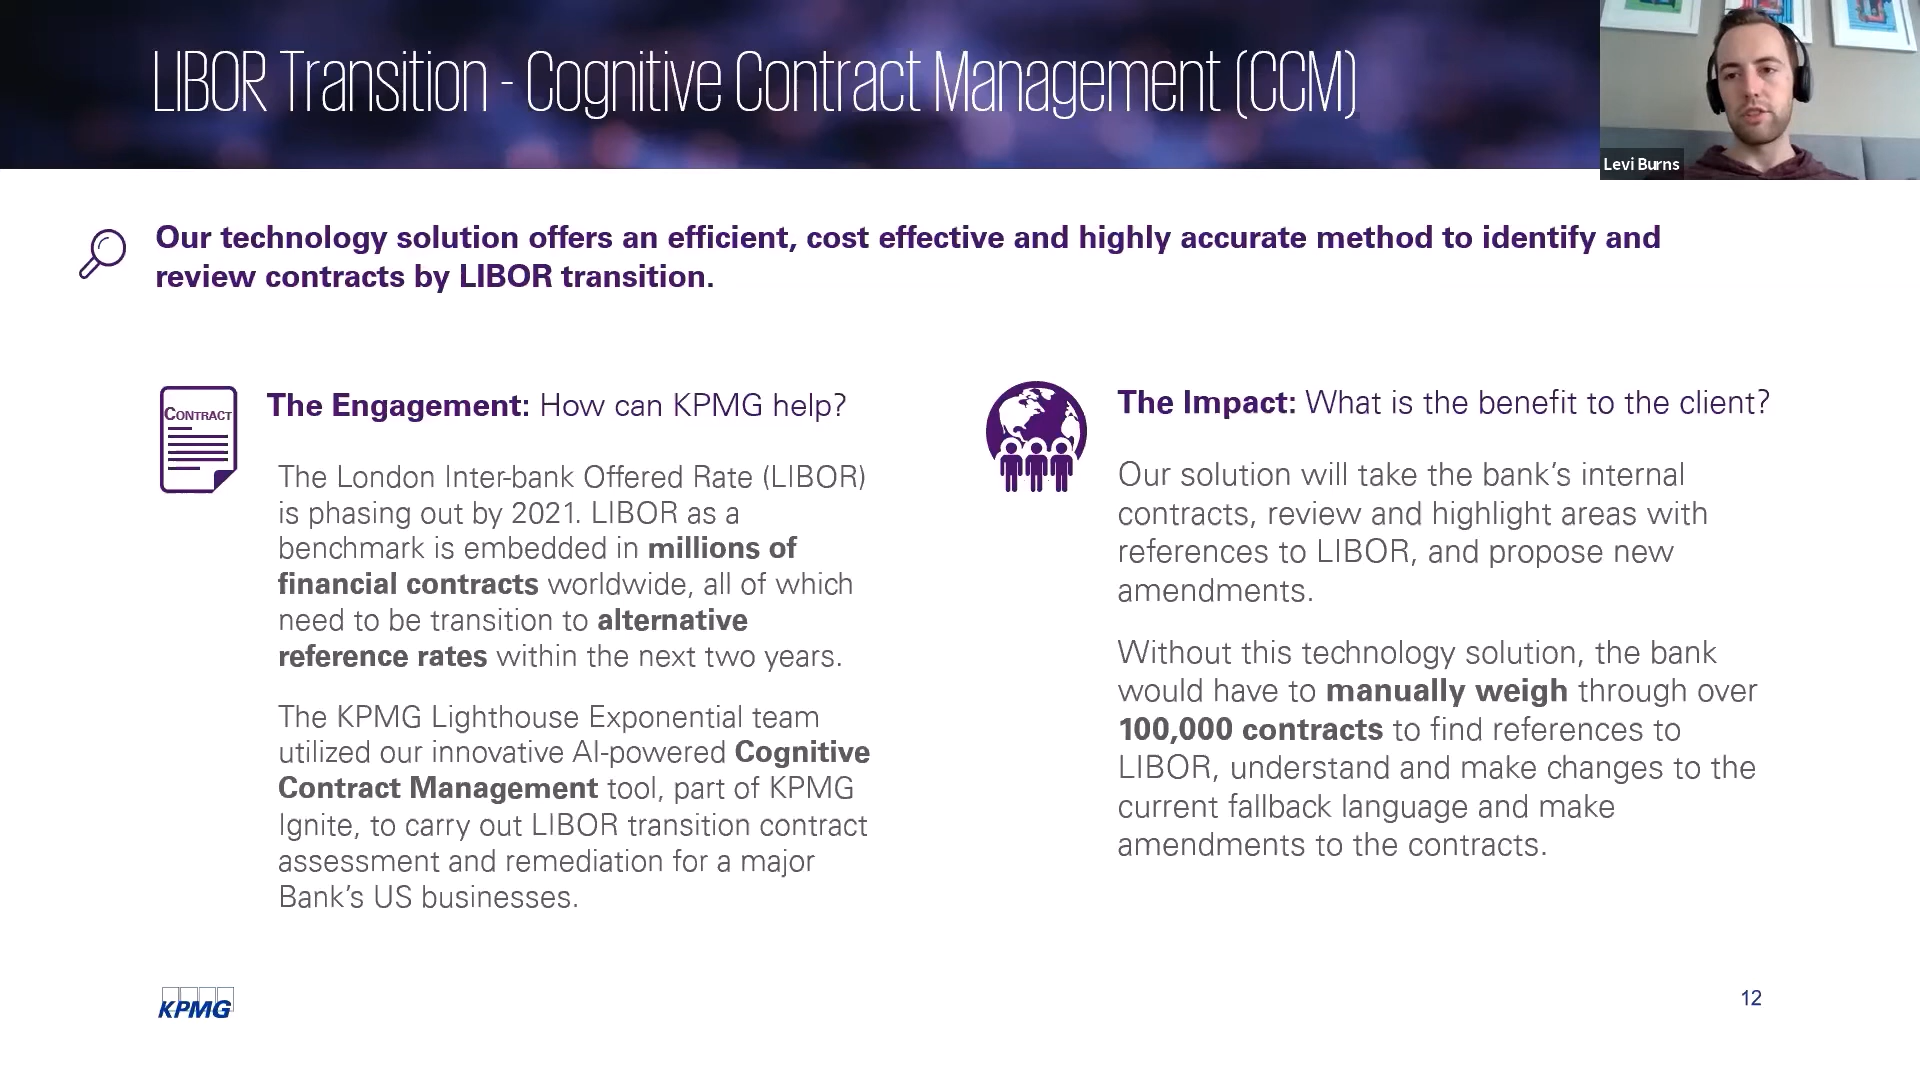 LIBOR Transition - Cognitive Contract Management (CCM)
Levi Burns
Our technology solution offers an efficient, cost effective and highly accurate method to identify and
review contracts by LIBOR transition.
CONTRACT
The Engagement: How can KPMG help?
The London Inter-bank Offered Rate (LIBOR)
is phasing out by 2021. LIBOR as a
benchmark is embedded in millions of
financial contracts worldwide, all of which
need to be transition to alternative
reference rates within the next two years.
The KPMG Lighthouse Exponential team
utilized our innovative AI-powered Cognitive
Contract Management tool, part of KPMG
Ignite, to carry out LIBOR transition contract
assessment and remediation for a major
Bank’s US businesses.
The Impact: What is the benefit to the client?
Our solution will take the bank’s internal
contracts, review and highlight areas with
references to LIBOR, and propose new
amendments.
Without this technology solution, the bank
would have to manually weigh through over
100,000 contracts to find references to
LIBOR, understand and make changes to the
current fallback language and make
amendments to the contracts.
KPMG
12